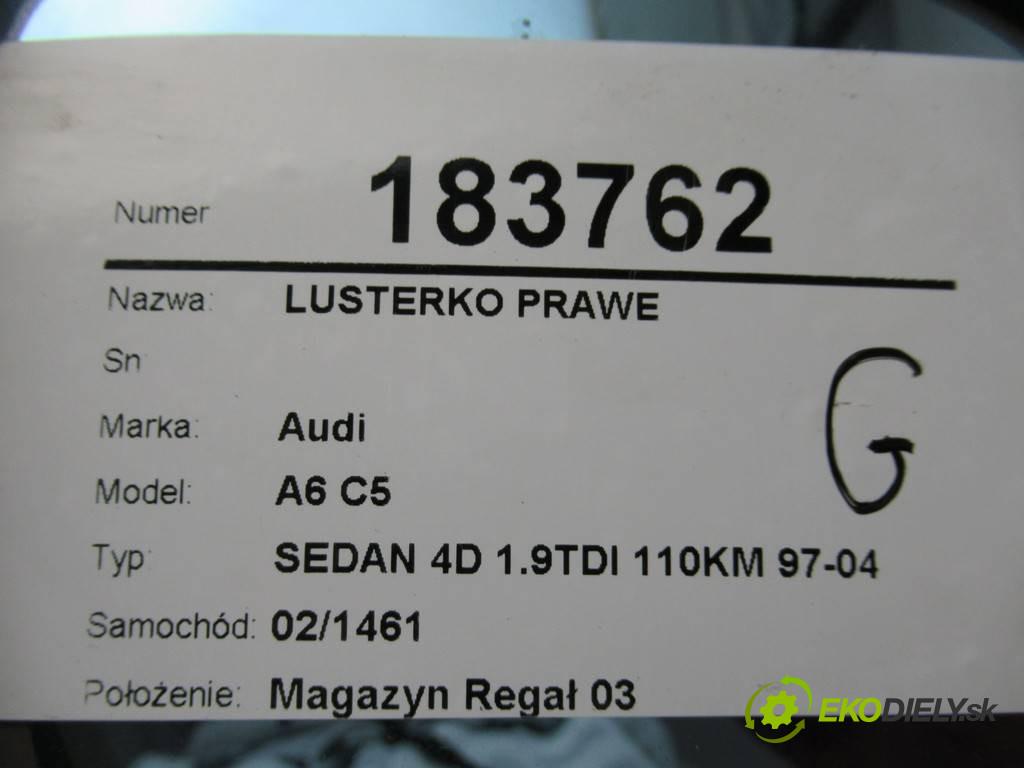 Numer 183762
Nazwa: LUSTERKO PRAWE
Sn
Marka: Audi
G
Model: A6 C5
Typ: SEDAN 4D 1.9TDI 110KM 97-04
Samochód: 02/1461
Położenie: Magazyn Regał 03
EKODIELY.sk